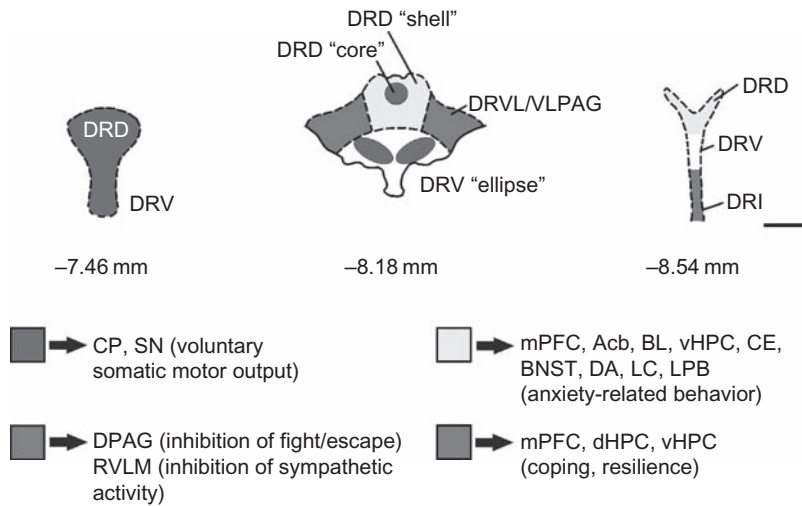 DRD “shell”
DRD “core”
DRD
DRV
DRVL/VLPAG
DRV “ellipse”
DRD
DRV
DRI
–7.46 mm
–8.18 mm
–8.54 mm
CP, SN (voluntary
somatic motor output)
mPFC, Acb, BL, vHPC, CE,
BNST, DA, LC, LPB
(anxiety-related behavior)
DPAG (inhibition of fight/escape)
RVLM (inhibition of sympathetic
activity)
mPFC, dHPC, vHPC
(coping, resilience)